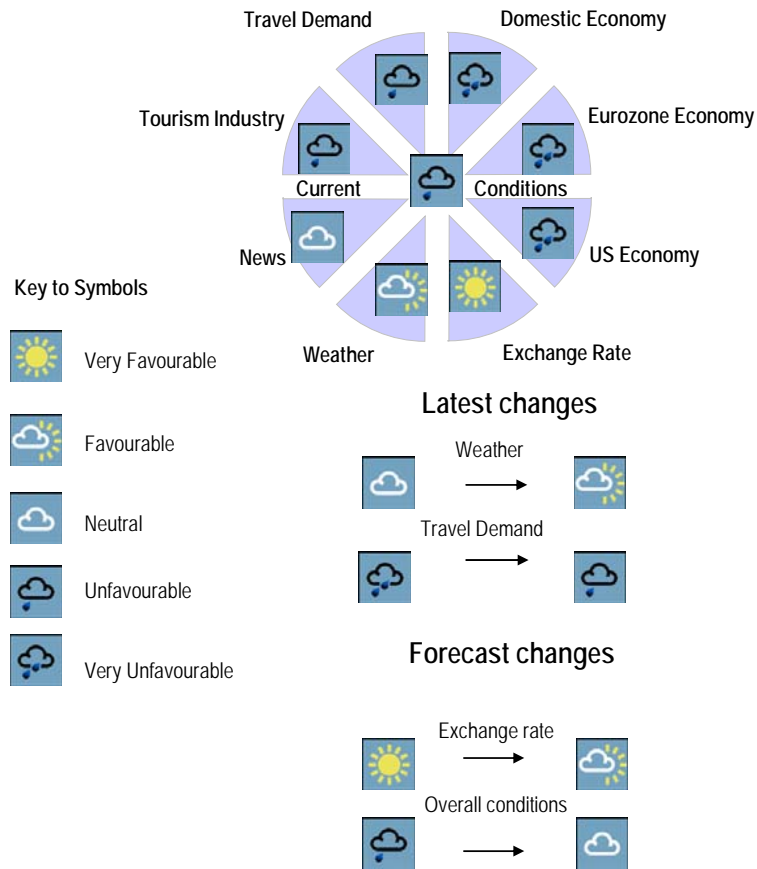 Travel Demand
Domestic Economy
Tourism Industry
Eurozone Economy
Current
Conditions
News
US Economy
Weather
Exchange Rate
Key to Symbols
Very Favourable
Favourable
Neutral
Unfavourable
Very Unfavourable
Latest changes
Weather
Travel Demand
Forecast changes
Exchange rate
Overall conditions